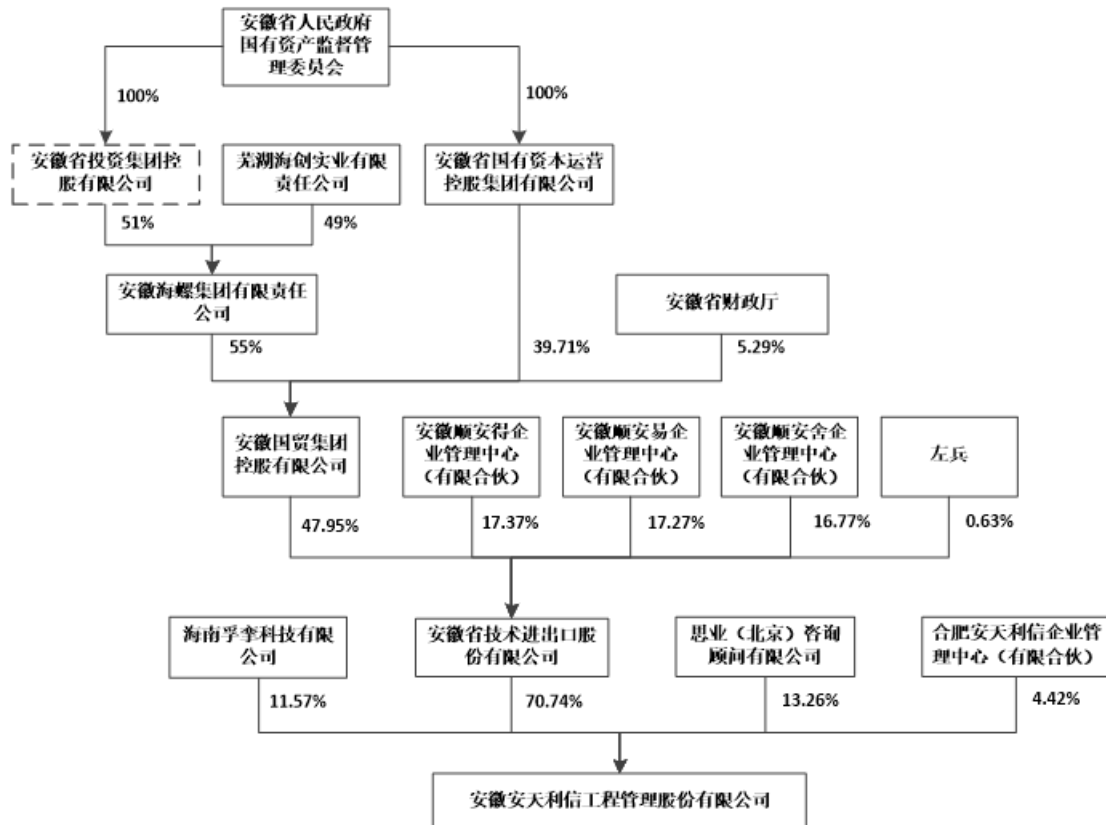 安徽省人民政府
国有资产监督管
理委员会
100%
100%
安徽省投资集团控
股有限公司
芜湖海创实业有限
责任公司
安徽省国有资本运营
控股集团有限公司
51%
49%
安徽海螺集团有限责任
公司
安徽省财政厅
55%
39.71%
5.29%
安徽国贸集团
控股有限公司
安徽顺安得企
业管理中心
（有限合伙）
安徽顺安易企
业管理中心
（有限合伙）
安徽顺安舍企
业管理中心
（有限合伙）
左兵
47.95%
17.37%
17.27%
16.77%
0.63%
海南孚孪科技有限
公司
安徽省技术进出口股
份有限公司
思业（北京）咨询
顾问有限公司
合肥安天利信企业管
理中心（有限合伙）
11.57%
70.74%
13.26%
4.42%
安徽安天利信工程管理股份有限公司